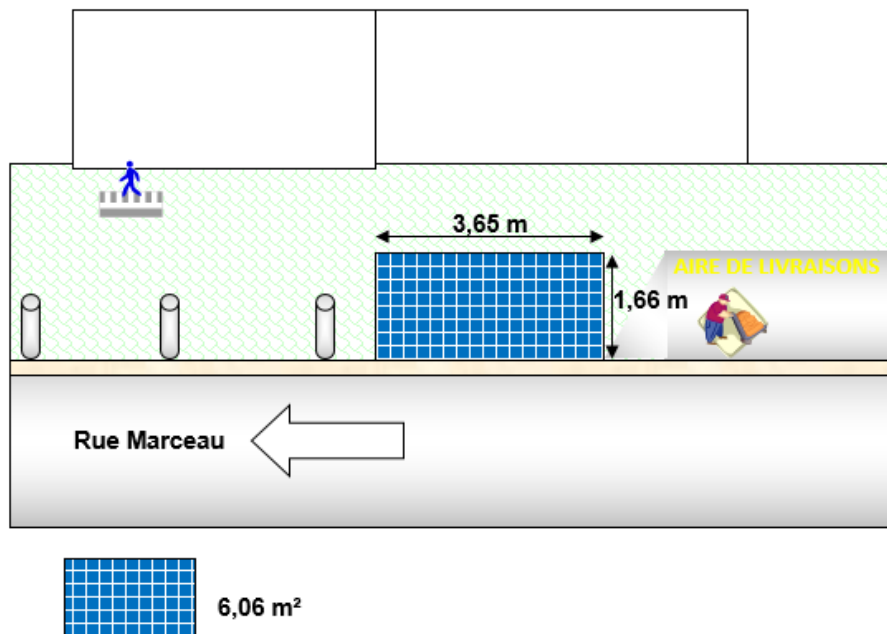 3,65 m
AIRE DE LIVRAISONS
1,66 m
Rue Marceau
6,06 m²